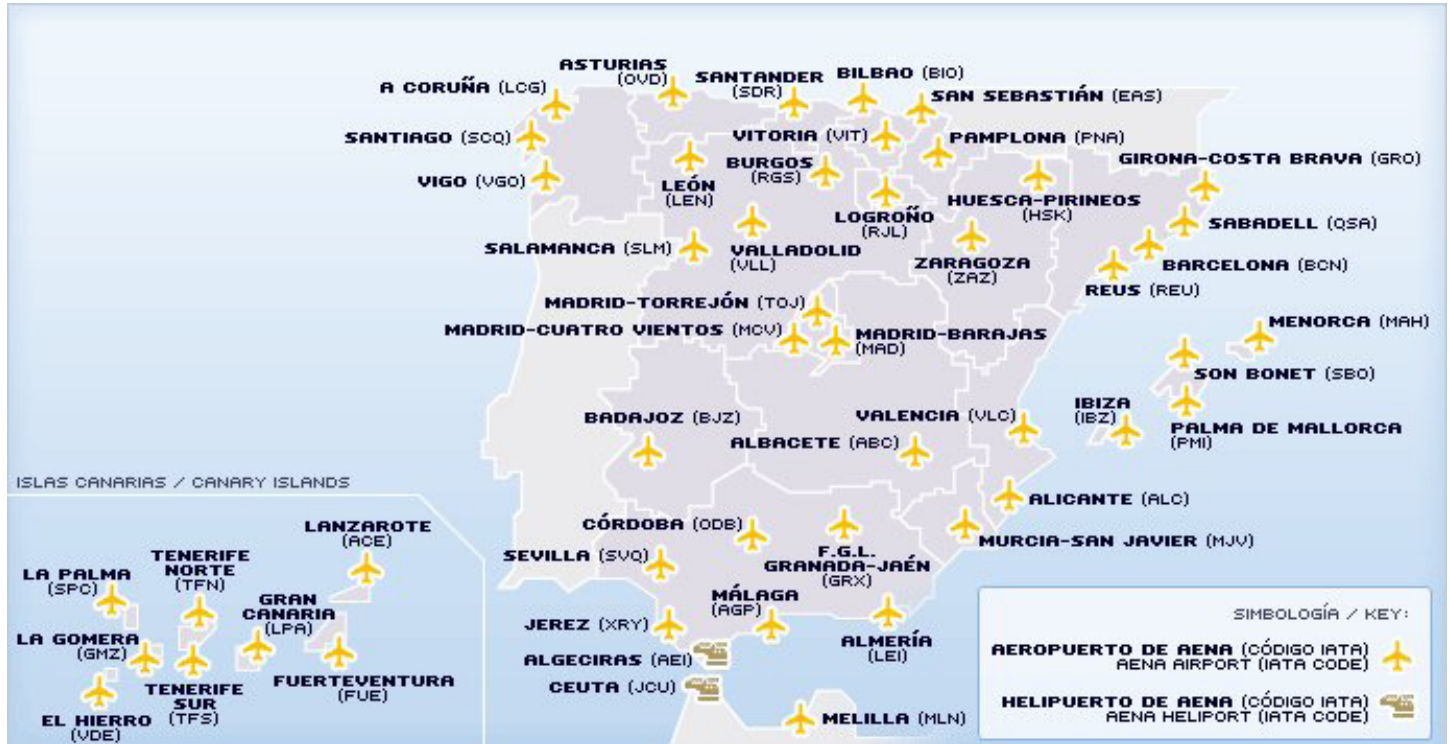 ASTURIAS
(OVD)
SANTANDER
(SDR)
BILBAO (BIO)
A CORUÑA (LCG)
SAN SEBASTIÁN (EAS)
SANTIAGO (SCQ)
VITORIA (VIT)
PAMPLONA (PNA)
GIRONA-COSTA BRAVA (GRO)
BURGOS
(RGS)
VIGO (VGO)
LEÓN
(LEN)
HUESCA-PIRINEOS
(HSK)
LOGROÑO
(RJL)
SABADELL (QSA)
SALAMANCA (SLM)
VALLADOLID
(VLL)
ZARAGOZA
(ZAZ)
BARCELONA (BCN)
REUS (REU)
MADRID-TORREJÓN (TOJ)
MADRID-CUATRO VIENTOS (MCV)
MADRID-BARAJAS
(MAD)
MENORCA (MAH)
SON BONET (SBO)
IBIZA
(IBZ)
BADAJOZ (BJZ)
VALENCIA (VLC)
PALMA DE MALLORCA
(PMI)
ALBACETE (ABC)
ISLAS CANARIAS / CANARY ISLANDS
ALICANTE (ALC)
LANZAROTE
(ACE)
CÓRDOBA (ODB)
MURCIA-SAN JAVIER (MJV)
TENERIFE
NORTE
(TFN)
SEVILLA (SVQ)
F.G.L.
GRANADA-JAÉN
(GRX)
LA PALMA
(SPC)
GRAN
CANARIA
(LPA)
MÁLAGA
(AGP)
JEREZ (XRY)
ALMERÍA
(LEI)
LA GOMERA
(GMZ)
ALGECIRAS (AEI)
TENERIFE
SUR
(TFS)
FUERTEVENTURA
(FUE)
CEUTA (JCU)
EL HIERRO
(VDE)
MELILLA (MLN)
SIMBOLOGÍA / KEY:
AEROPUERTO DE AENA (CÓDIGO IATA)
AENA AIRPORT (IATA CODE)
HELIPUERTO DE AENA (CÓDIGO IATA)
AENA HELIPORT (IATA CODE)